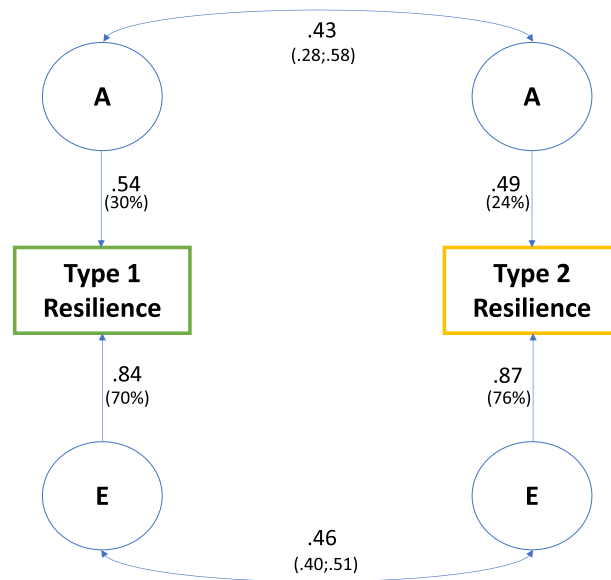 .43
(.28;.58)
A
A
.54
(30%)
.49
(24%)
Type 1
Resilience
Type 2
Resilience
.84
(70%)
.87
(76%)
E
E
.46
(.40;.51)